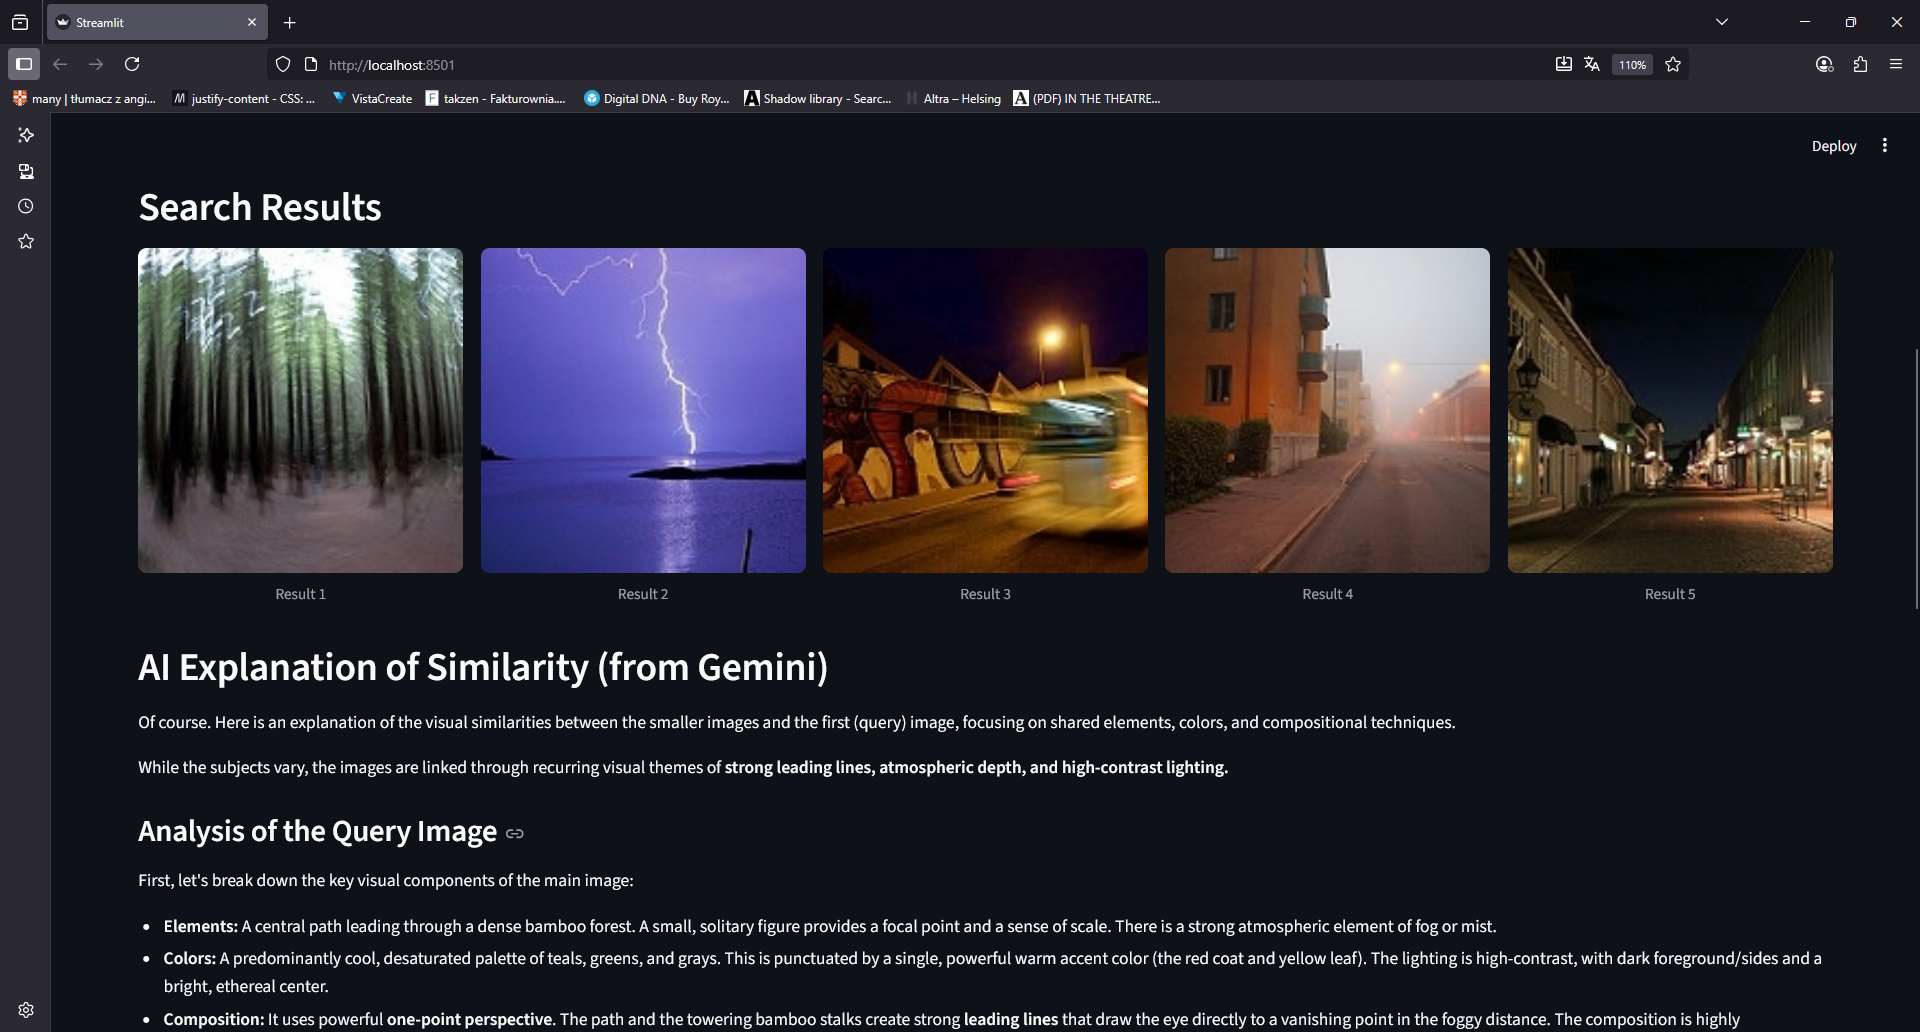 Streamlit
http://localhost:8501
110%
many | tłumacz z angi...
justify-content - CSS: ...
VistaCreate
takzen - Fakturownia....
Digital DNA - Buy Roy...
Shadow library - Searc...
Altra – Helsing
(PDF) IN THE THEATRE...
Deploy
Search Results
Result 1
Result 2
Result 3
Result 4
Result 5
AI Explanation of Similarity (from Gemini)
Of course. Here is an explanation of the visual similarities between the smaller images and the first (query) image, focusing on shared elements, colors, and compositional techniques.
While the subjects vary, the images are linked through recurring visual themes of strong leading lines, atmospheric depth, and high-contrast lighting.
Analysis of the Query Image
First, let's break down the key visual components of the main image:
• Elements: A central path leading through a dense bamboo forest. A small, solitary figure provides a focal point and a sense of scale. There is a strong atmospheric element of fog or mist.
• Colors: A predominantly cool, desaturated palette of teals, greens, and grays. This is punctuated by a single, powerful warm accent color (the red coat and yellow leaf). The lighting is high-contrast, with dark foreground/sides and a
bright, ethereal center.
• Composition: It uses powerful one-point perspective. The path and the towering bamboo stalks create strong leading lines that draw the eye directly to a vanishing point in the foggy distance. The composition is highly